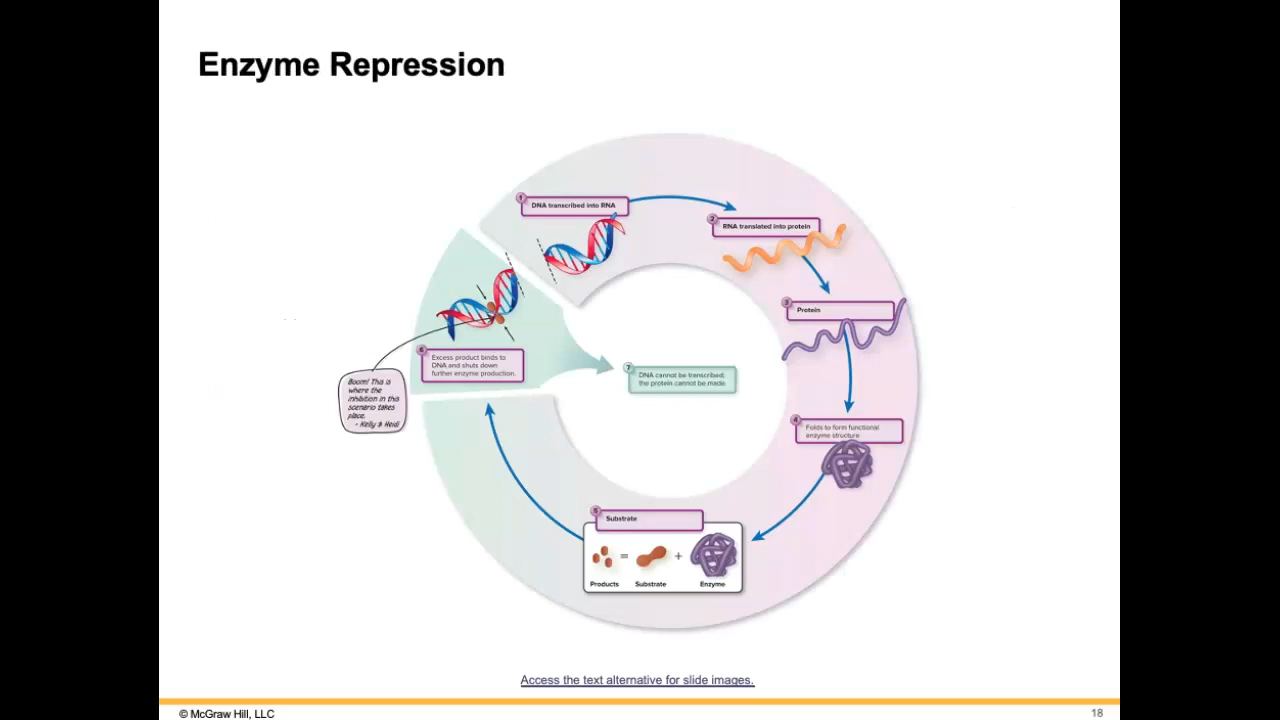 Enzyme Repression
1
DNA transcribed into RNA
2
RNA translated into protein
3
Protein
4
Folds to form functional
enzyme structure
5
Substrate
Products
=
Substrate
+
Enzyme
6
Excess product binds to
DNA and shuts down
further enzyme production.
Boom! This is
where the
inhibition in this
scenario takes
place.
- Kelly & Heidi
7
DNA cannot be transcribed;
the protein cannot be made.
Access the text alternative for slide images.
© McGraw Hill, LLC
18